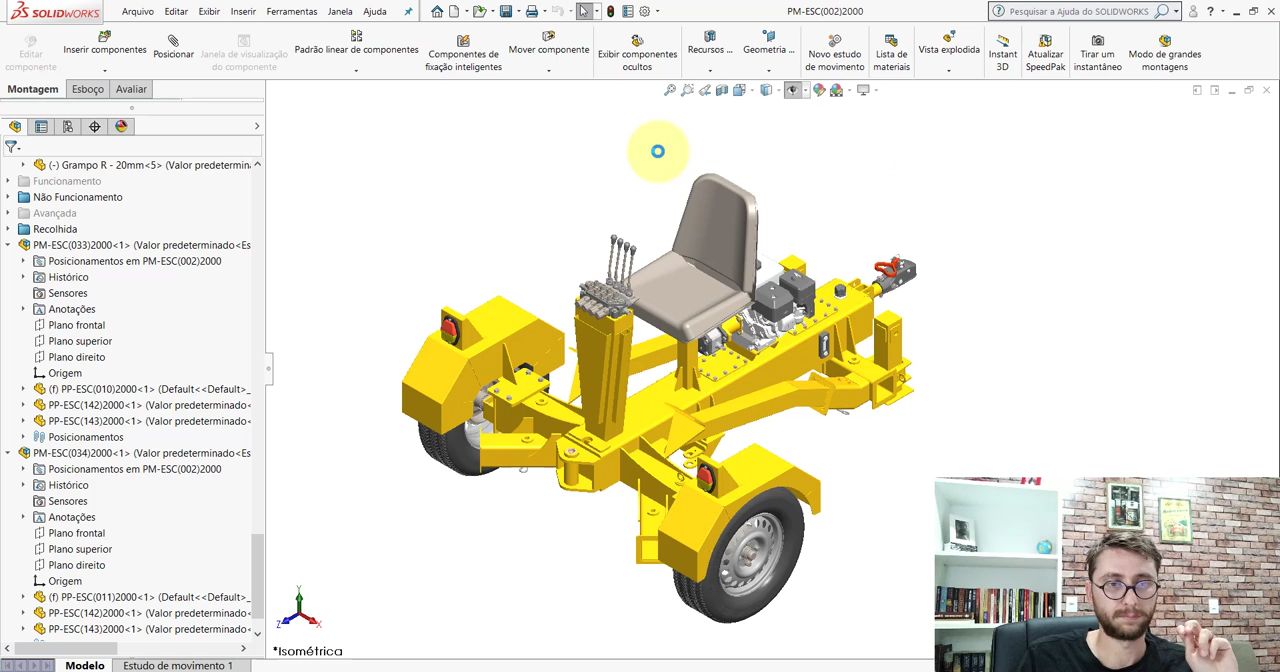 SOLIDWORKS
Arquivo Editar Exibir Inserir Ferramentas Janela Ajuda
PM-ESC(002)2000
Pesquisar a Ajuda do SOLIDWORKS
Editar componente
Inserir componentes
Posicionar
Janela de visualização do componente
Padrão linear de componentes
Componentes de fixação inteligentes
Mover componente
Exibir componentes ocultos
Recursos ...
Geometria ...
Novo estudo de movimento
Lista de materiais
Vista explodida
Instant 3D
Atualizar SpeedPak
Tirar um instantâneo
Modo de grandes montagens
Montagem Esboço Avaliar
(-) Grampo R - 20mm<5> (Valor predetermin
Funcionamento
Não Funcionamento
Avançada
Recolhida
PM-ESC(033)2000<1> (Valor predeterminado<Es
Posicionamentos em PM-ESC(002)2000
Histórico
Sensores
Anotações
Plano frontal
Plano superior
Plano direito
Origem
(f) PP-ESC(010)2000<1> (Default<<Default>_
PP-ESC(142)2000<1> (Valor predeterminado<
PP-ESC(143)2000<1> (Valor predeterminado<
Posicionamentos
PM-ESC(034)2000<1> (Valor predeterminado<Es
Posicionamentos em PM-ESC(002)2000
Histórico
Sensores
Anotações
Plano frontal
Plano superior
Plano direito
Origem
(f) PP-ESC(011)2000<1> (Default<<Default>_
PP-ESC(142)2000<1> (Valor predeterminado<
PP-ESC(143)2000<1> (Valor predeterminado<
Y
Z
X
*Isométrica
Modelo Estudo de movimento 1